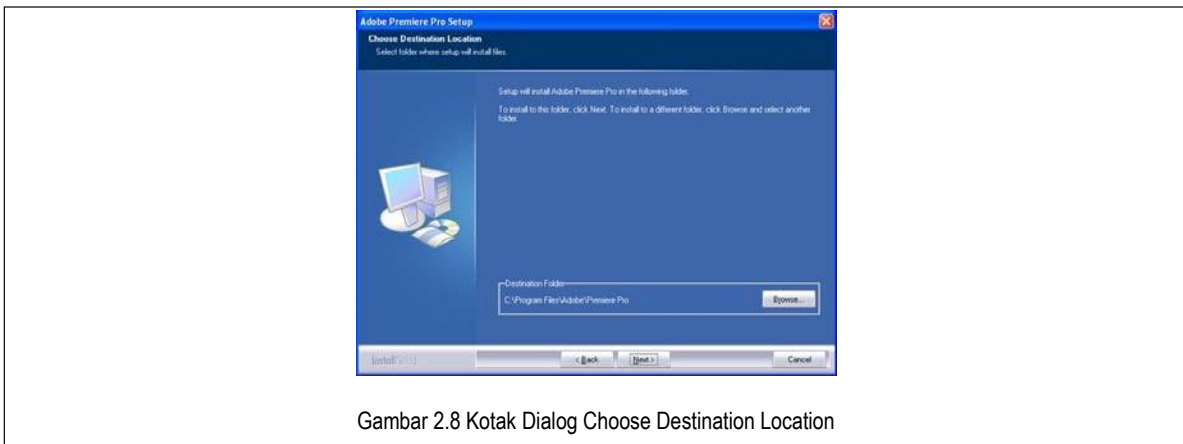 Adobe Premiere Pro Setup
Choose Destination Location
Select folder where setup will install files.
Setup will install Adobe Premiere Pro in the following folder.
To install to this folder, click Next. To install to a different folder, click Browse and select another
folder.
Destination Folder
C:\Program Files\Adobe\Premiere Pro
Browse...
< Back
Next >
Cancel
Gambar 2.8 Kotak Dialog Choose Destination Location